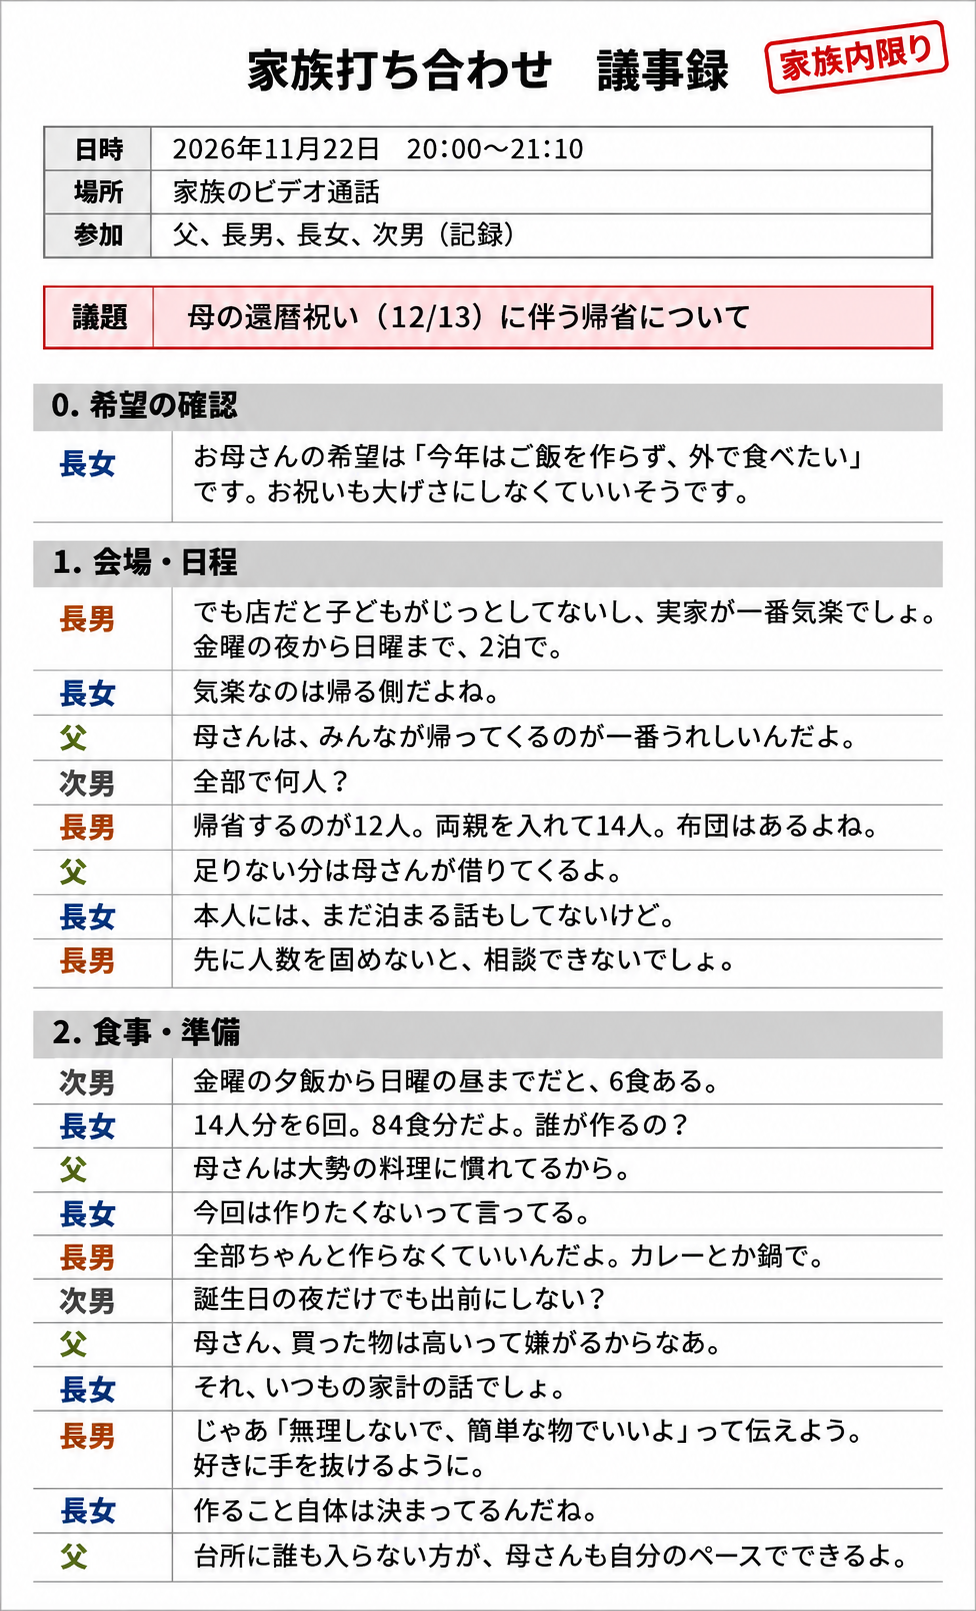 家族打ち合わせ　議事録
家族内限り
日時 2026年11月22日　20:00〜21:10
場所 家族のビデオ通話
参加 父、長男、長女、次男（記録）
議題 母の還暦祝い（12/13）に伴う帰省について
0. 希望の確認
長女 お母さんの希望は「今年はご飯を作らず、外で食べたい」
です。お祝いも大げさにしなくていいそうです。
1. 会場・日程
長男 でも店だと子どもがじっとしてないし、実家が一番気楽でしょ。
金曜の夜から日曜まで、2泊で。
長女 気楽なのは帰る側だよね。
父 母さんは、みんなが帰ってくるのが一番うれしいんだよ。
次男 全部で何人？
長男 帰省するのが12人。両親を入れて14人。布団はあるよね。
父 足りない分は母さんが借りてくるよ。
長女 本人には、まだ泊まる話もしてないけど。
長男 先に人数を固めないと、相談できないでしょ。
2. 食事・準備
次男 金曜の夕飯から日曜の昼までだと、6食ある。
長女 14人分を6回。84食分だよ。誰が作るの？
父 母さんは大勢の料理に慣れてるから。
長女 今回は作りたくないって言ってる。
長男 全部ちゃんと作らなくていいんだよ。カレーとか鍋で。
次男 誕生日の夜だけでも出前にしない？
父 母さん、買った物は高いって嫌がるからなあ。
長女 それ、いつもの家計の話でしょ。
長男 じゃあ「無理しないで、簡単な物でいいよ」って伝えよう。
好きに手を抜けるように。
長女 作ること自体は決まってるんだね。
父 台所に誰も入らない方が、母さんも自分のペースでできるよ。